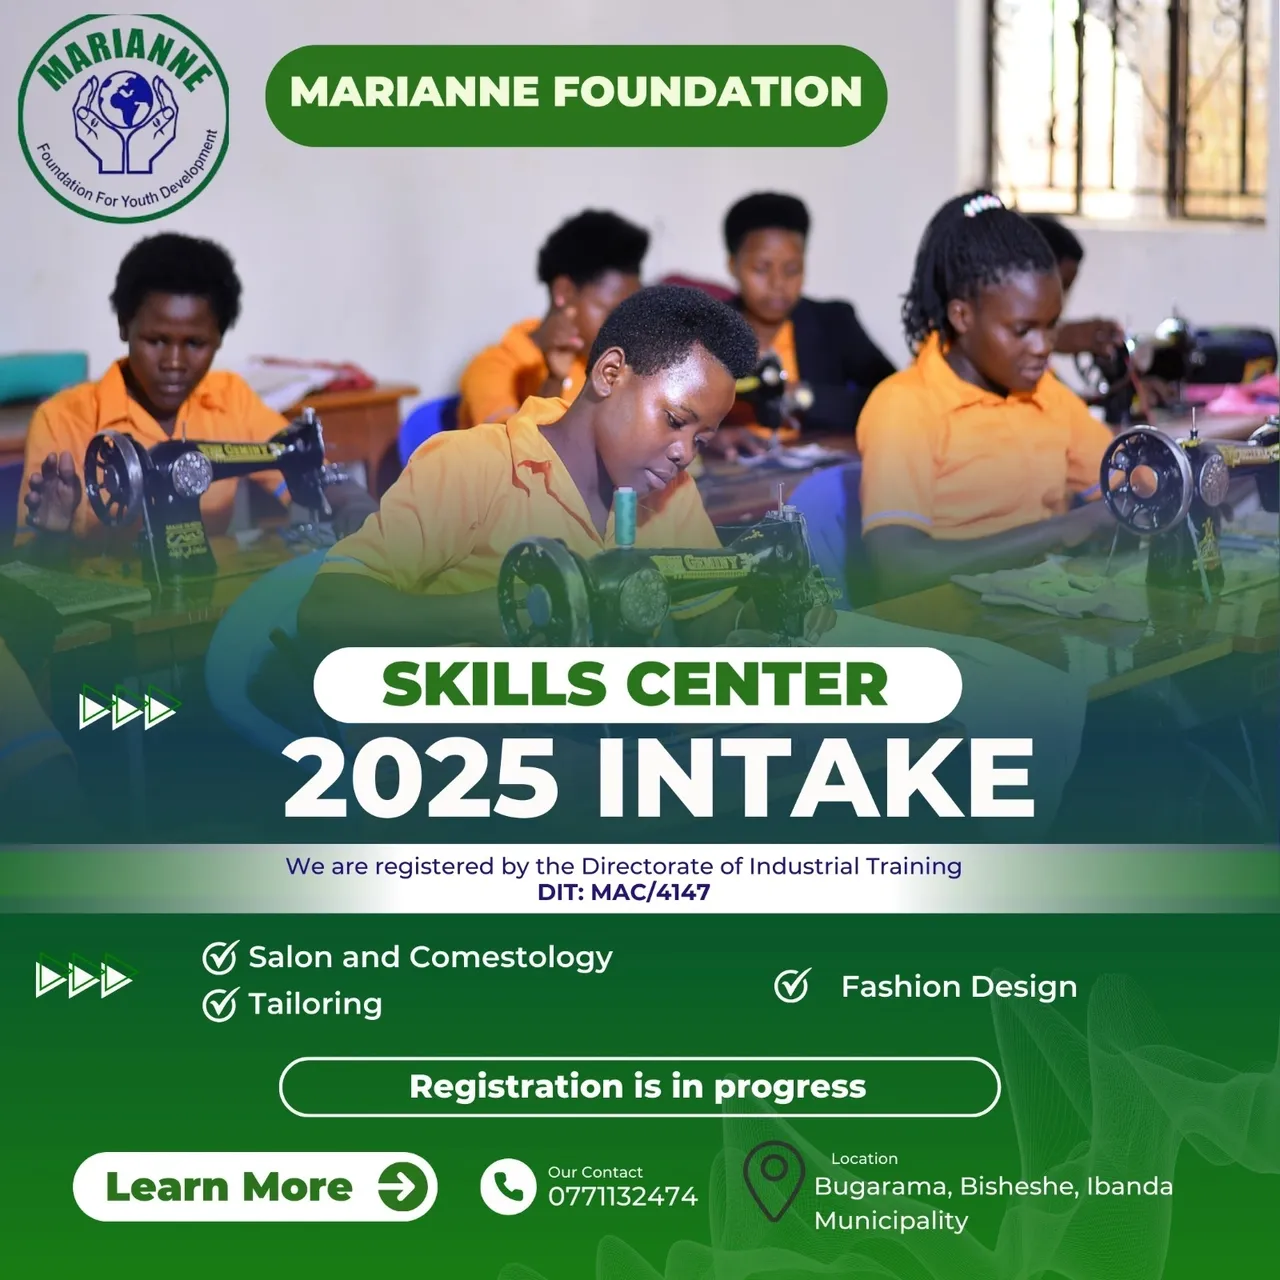 MARIANNE
Foundation For Youth Development
MARIANNE FOUNDATION
GEMINY
GEMINY
SKILLS CENTER
2025 INTAKE
We are registered by the Directorate of Industrial Training
DIT: MAC/4147
Salon and Comestology
Tailoring
Fashion Design
Registration is in progress
Learn More
Our Contact
0771132474
Location
Bugarama, Bisheshe, Ibanda
Municipality